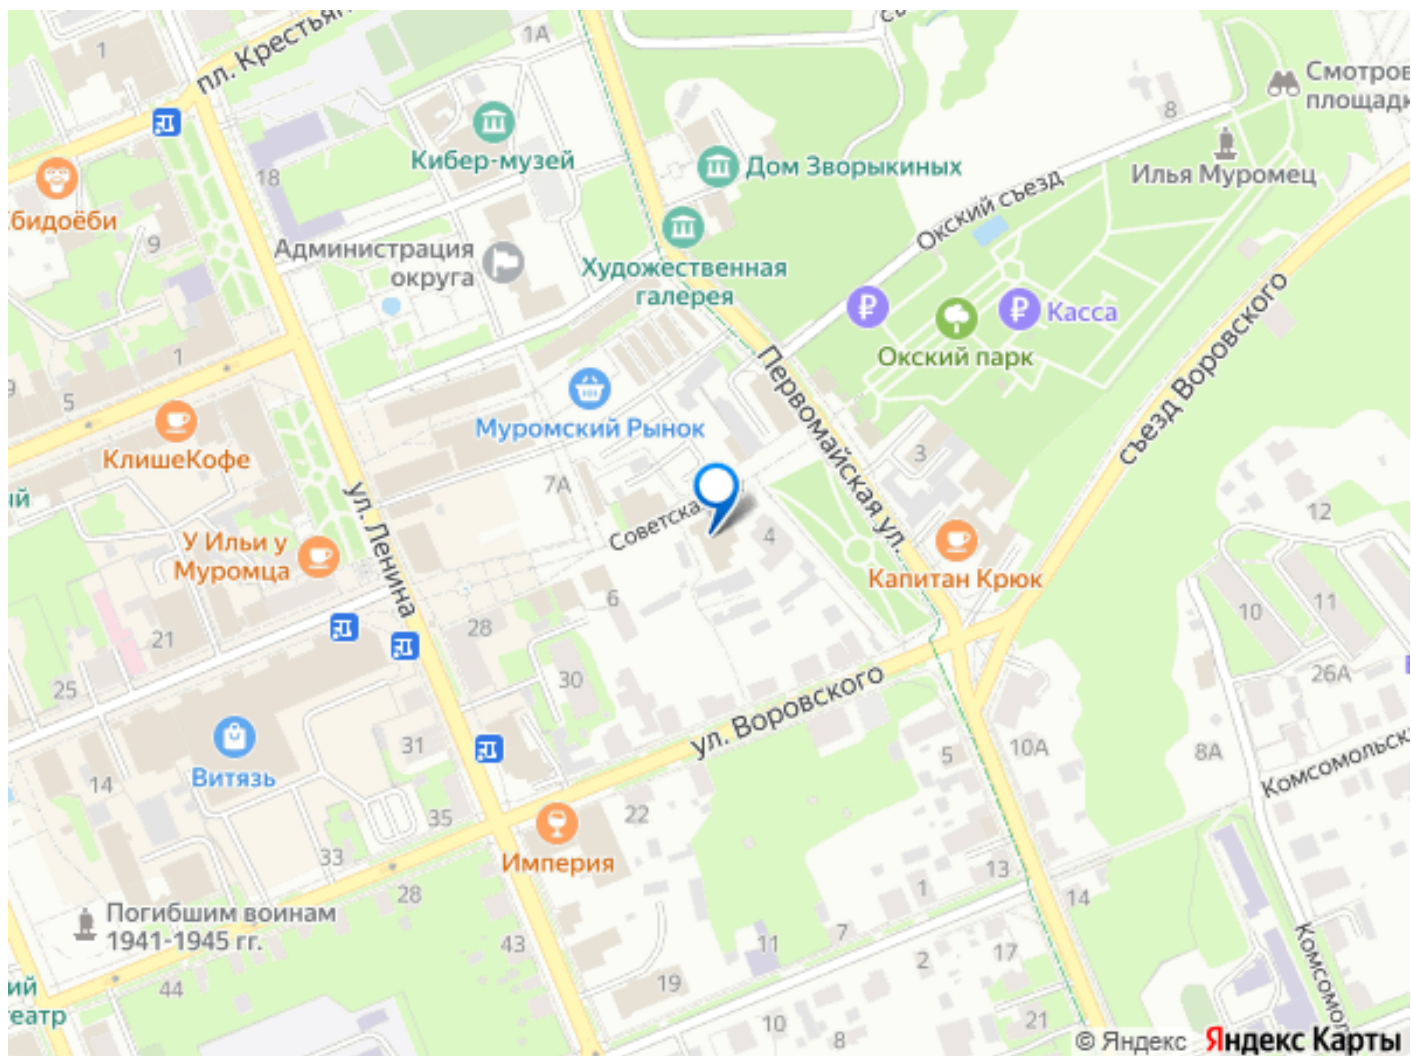 1
1А
пл. Крестьян
Смотров
площадк
8
Кибер-музей
Дом Зворыкиных
Илья Муромец
18
бидоёби
9
Администрация
округа
Окский съезд
Художественная
галерея
Касса
Окский парк
съезд Воровского
1
5
Первомайская ул.
Муромский Рынок
КлишеКофе
3
ый
7А
ул. Ленина
Советска
4
12
У Ильи у
Муромца
Капитан Крюк
6
10
11
28
21
25
30
26А
ул. Воровского
31
5
10А
8А
Комсомольск
Витязь
14
35
22
33
Империя
13
28
1
14
Погибшим воинам
1941-1945 гг.
43
11
7
2
17
Комсомол
ий
еатр
44
19
10
8
21
© Яндекс
Яндекс Карты